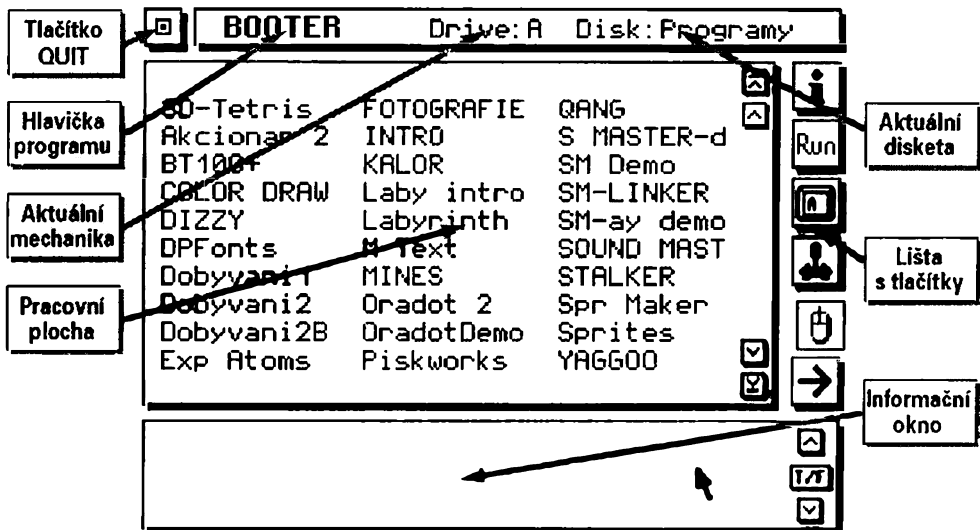 Tlačítko
QUIT
BOOTER Drive:A Disk:Programy
Hlavička
programu
Aktuální
mechanika
Pracovní
plocha
3D-Tetris FOTOGRAFIE QANG
Akcionar 2 INTRO S MASTER-d
BT100+ KALOR SM Demo
COLOR DRAW Laby intro SM-LINKER
DIZZY Labyrinth SM-ay demo
DPFonts M Text SOUND MAST
Dobyvani1 MINES STALKER
Dobyvani2 Oradot 2 Spr Maker
Dobyvani2B OradotDemo Sprites
Exp Atoms Piskworks YAGGOO
i
Run
Aktuální
disketa
Lišta
s tlačítky
Informační
okno
T/F